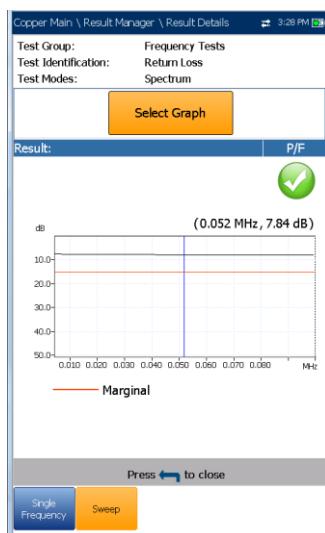 Copper Main \ Result Manager \ Result Details 3:28 PM
Test Group: Frequency Tests
Test Identification: Return Loss
Test Modes: Spectrum
Select Graph
Result: P/F
(0.052 MHz, 7.84 dB)
dB
10.0
20.0
30.0
40.0
50.0
0.010 0.020 0.030 0.040 0.050 0.060 0.070 0.080 MHz
Marginal
Press to close
Single
Frequency
Sweep